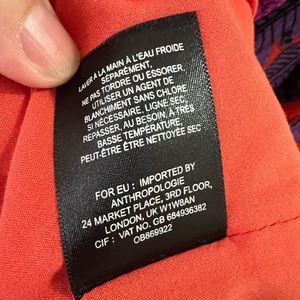 LAVER A LA MAIN À L'EAU FROIDE
SÉPARÉMENT,
NE PAS TORDRE OU ESSORER,
UTILISER UN AGENT DE
BLANCHIMENT SANS CHLORE
SI NÉCESSAIRE, LIGNE SEC,
REPASSER, AU BESOIN, À
BASSE TEMPÉRATURE,
PEUT-ÊTRE ÊTRE NETTOYÉE SEC
FOR EU : IMPORTED BY
ANTHROPOLOGIE
24 MARKET PLACE, 3RD FLOOR,
LONDON, UK W1W8AN
CIF : VAT NO. GB 684936382
OB869922